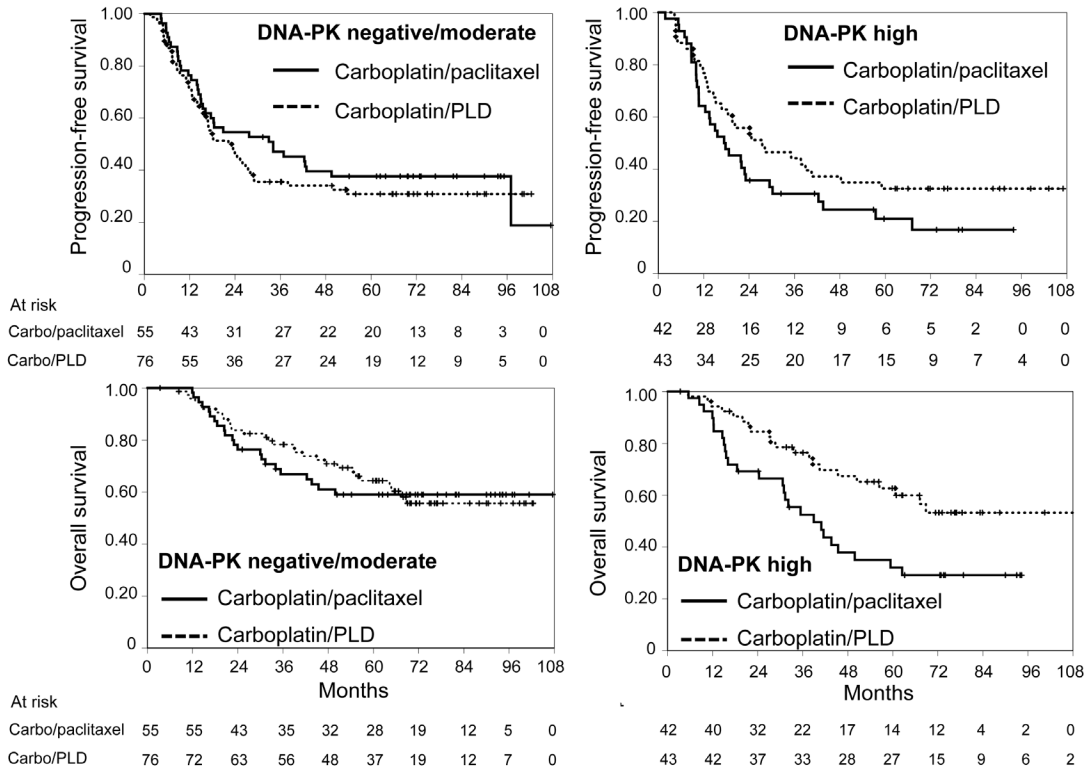 1.00
0.80
0.60
0.40
0.20
0
Progression-free survival
DNA-PK negative/moderate
Carboplatin/paclitaxel
Carboplatin/PLD
0 12 24 36 48 60 72 84 96 108
At risk
Carbo/paclitaxel 55 43 31 27 22 20 13 8 3 0
Carbo/PLD 76 55 36 27 24 19 12 9 5 0
1.00
0.80
0.60
0.40
0.20
0
Progression-free survival
DNA-PK high
Carboplatin/paclitaxel
Carboplatin/PLD
0 12 24 36 48 60 72 84 96 108
42 28 16 12 9 6 5 2 0 0
43 34 25 20 17 15 9 7 4 0
1.00
0.80
0.60
0.40
0.20
0
Overall survival
DNA-PK negative/moderate
Carboplatin/paclitaxel
Carboplatin/PLD
0 12 24 36 48 60 72 84 96 108
Months
At risk
Carbo/paclitaxel 55 55 43 35 32 28 19 12 5 0
Carbo/PLD 76 72 63 56 48 37 19 12 7 0
1.00
0.80
0.60
0.40
0.20
0
Overall survival
DNA-PK high
Carboplatin/paclitaxel
Carboplatin/PLD
0 12 24 36 48 60 72 84 96 108
Months
42 40 32 22 17 14 12 4 2 0
43 42 37 33 28 27 15 9 6 2